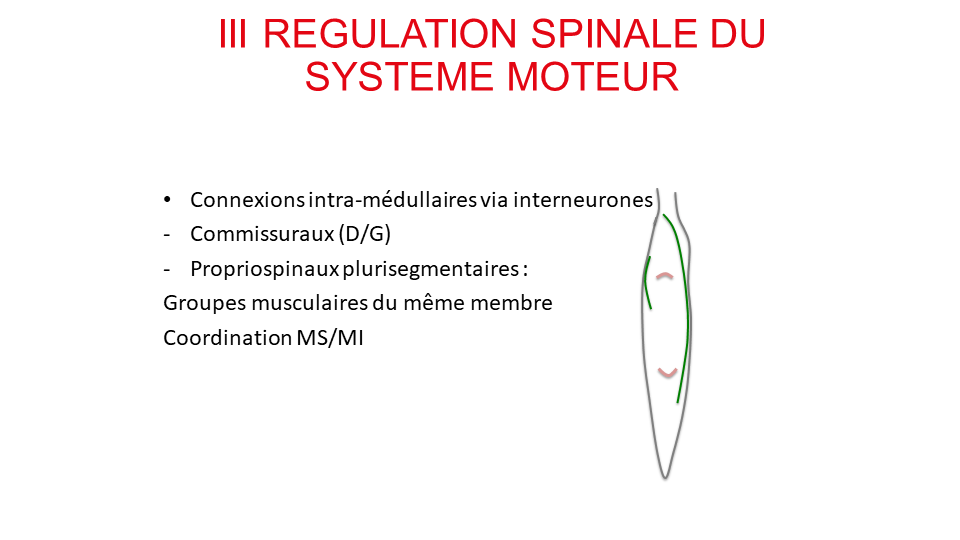 III REGULATION SPINALE DU
SYSTEME MOTEUR
• Connexions intra-médullaires via interneurones
- Commissuraux (D/G)
- Propriospinaux plurisegmentaires :
Groupes musculaires du même membre
Coordination MS/MI